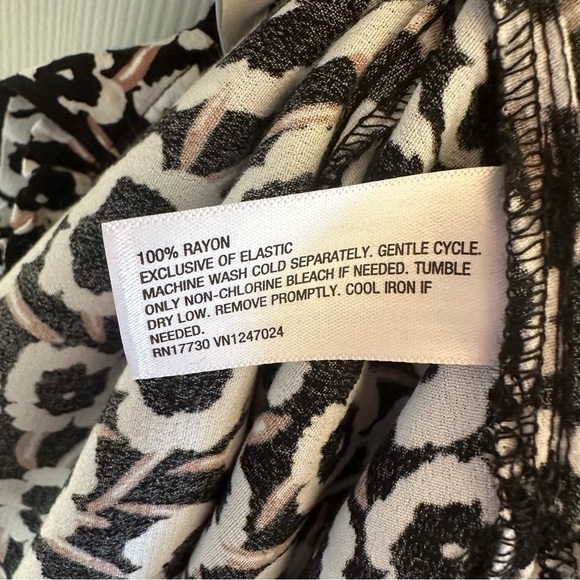 100% RAYON
EXCLUSIVE OF ELASTIC
MACHINE WASH COLD SEPARATELY. GENTLE CYCLE.
ONLY NON-CHLORINE BLEACH IF NEEDED. TUMBLE
DRY LOW. REMOVE PROMPTLY. COOL IRON IF
NEEDED.
RN17730 VN1247024